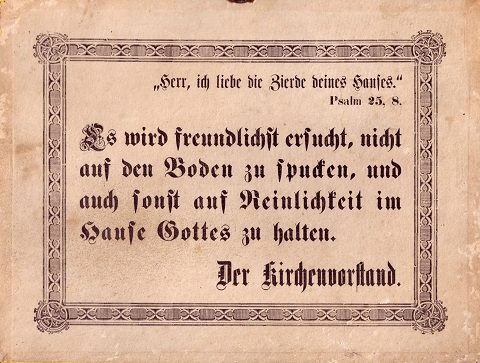 „Herr, ich liebe die Zierde deines Hauses.“
Psalm 25, 8.
Es wird freundlichst ersucht, nicht
auf den Boden zu spucken, und
auch sonst auf Reinlichkeit im
Hause Gottes zu halten.
Der Kirchenvorstand.